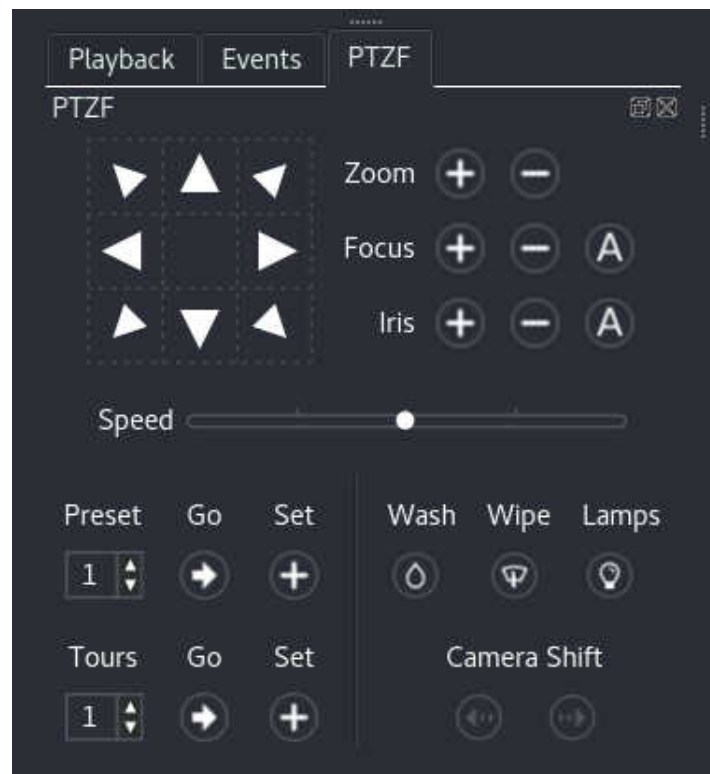 Playback Events PTZF
PTZF
Zoom
Focus A
Iris A
Speed
Preset Go Set Wash Wipe Lamps
1
Tours Go Set Camera Shift
1